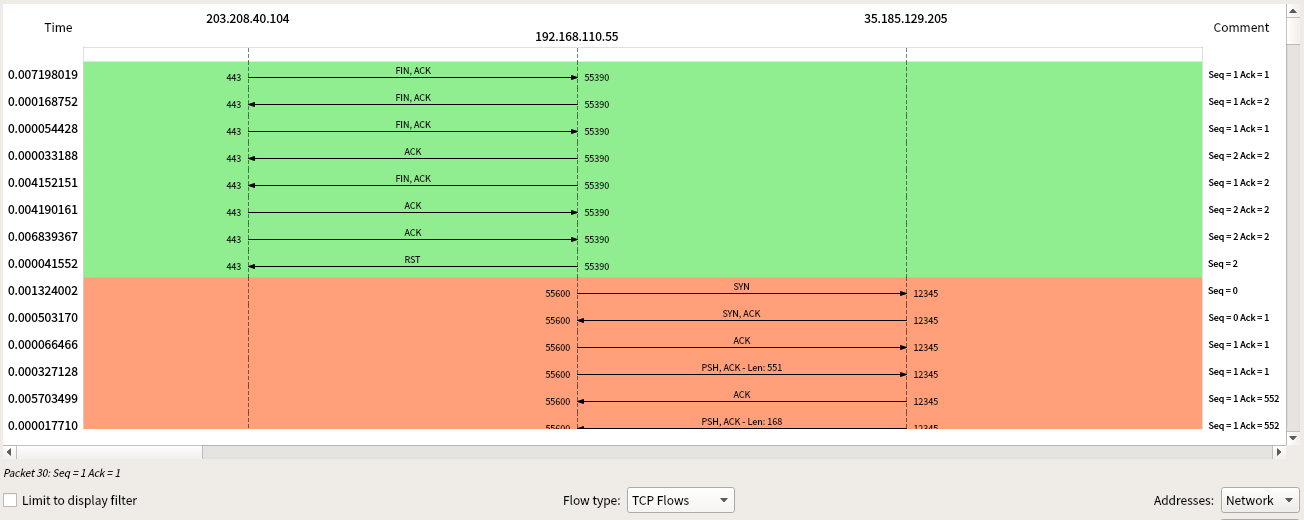 203.208.40.104 35.185.129.205
Time 192.168.110.55 Comment
0.007198019 443 FIN, ACK 55390 Seq = 1 Ack = 1
0.000168752 443 FIN, ACK 55390 Seq = 1 Ack = 2
0.000054428 443 FIN, ACK 55390 Seq = 1 Ack = 1
0.000033188 443 ACK 55390 Seq = 2 Ack = 2
0.004152151 443 FIN, ACK 55390 Seq = 1 Ack = 2
0.004190161 443 ACK 55390 Seq = 2 Ack = 2
0.006839367 443 ACK 55390 Seq = 2 Ack = 2
0.000041552 443 RST 55390 Seq = 2
0.001324002 55600 SYN 12345 Seq = 0
0.000503170 55600 SYN, ACK 12345 Seq = 0 Ack = 1
0.000066466 55600 ACK 12345 Seq = 1 Ack = 1
0.000327128 55600 PSH, ACK - Len: 551 12345 Seq = 1 Ack = 1
0.005703499 55600 ACK 12345 Seq = 1 Ack = 552
0.000017710 55600 PSH, ACK - Len: 168 12345 Seq = 1 Ack = 552
Packet 30: Seq = 1 Ack = 1
Limit to display filter Flow type: TCP Flows Addresses: Network